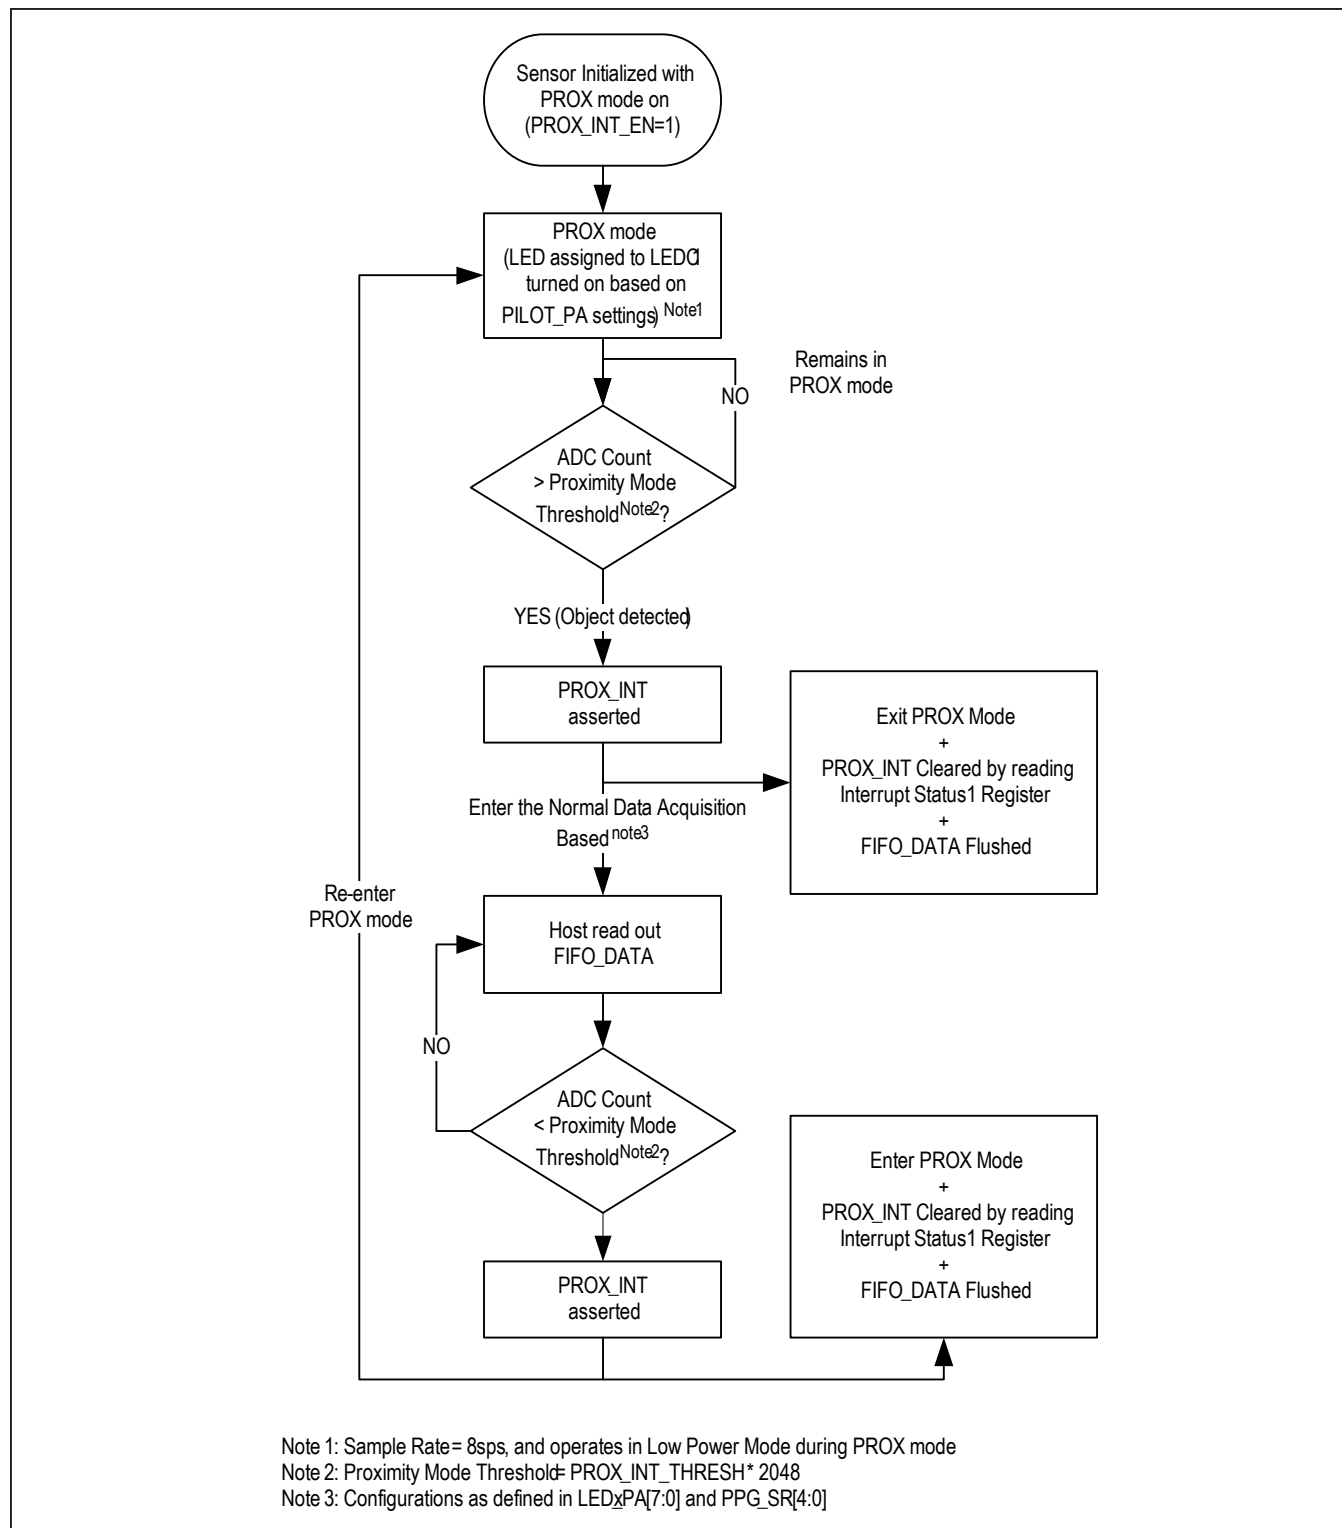 Sensor Initialized with
PROX mode on
(PROX_INT_EN=1)
PROX mode
(LED assigned to LEDC1
turned on based on
PILOT_PA settings) Note1
Remains in
PROX mode
NO
ADC Count
> Proximity Mode
Threshold Note2?
YES (Object detected)
PROX_INT
asserted
Exit PROX Mode
+
PROX_INT Cleared by reading
Interrupt Status1 Register
+
FIFO_DATA Flushed
Enter the Normal Data Acquisition
Based note3
Re-enter
PROX mode
Host read out
FIFO_DATA
NO
ADC Count
< Proximity Mode
Threshold Note2?
Enter PROX Mode
+
PROX_INT Cleared by reading
Interrupt Status1 Register
+
FIFO_DATA Flushed
PROX_INT
asserted
Note 1: Sample Rate = 8sps, and operates in Low Power Mode during PROX mode
Note 2: Proximity Mode Threshold = PROX_INT_THRESH * 2048
Note 3: Configurations as defined in LEDx_PA[7:0] and PPG_SR[4:0]